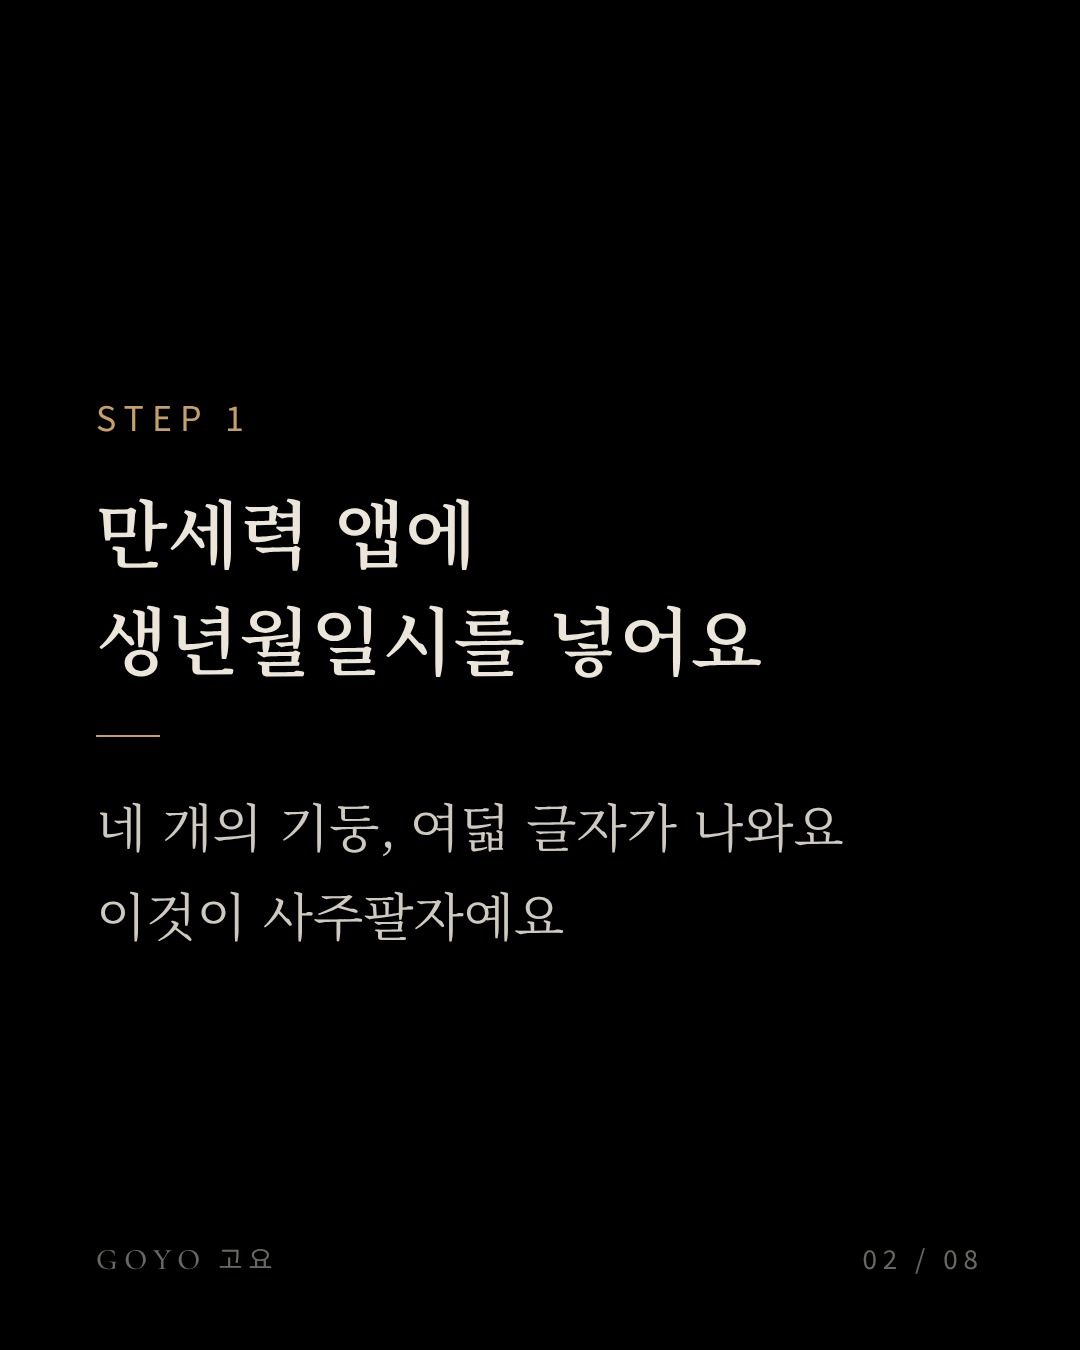 STEP 1
만세력 앱에
생년월일시를 넣어요
네 개의 기둥, 여덟 글자가 나와요
이것이 사주팔자예요
GOYO 고요
02 / 08